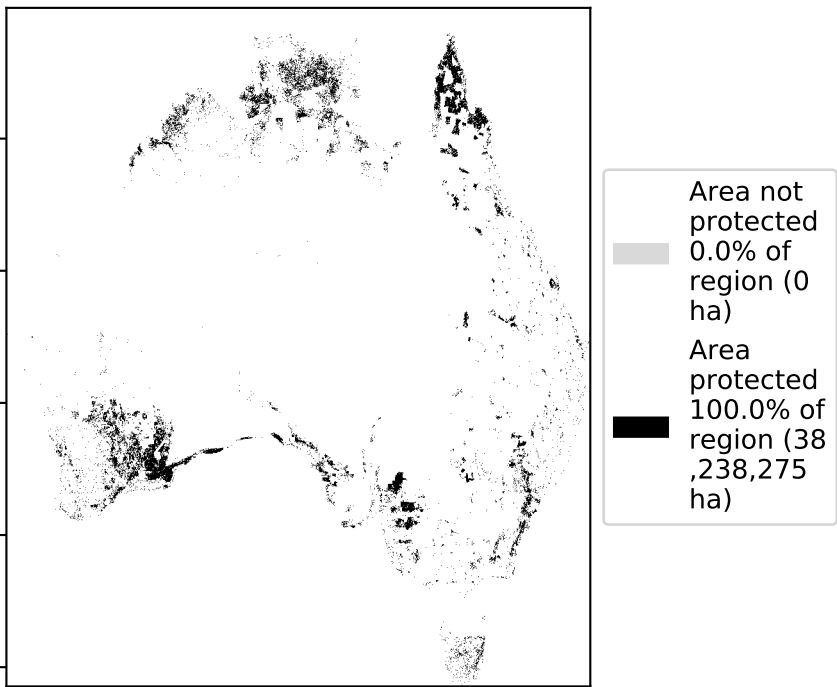 Area not
protected
0.0% of
region (0
ha)
Area
protected
100.0% of
region (38
,238,275
ha)